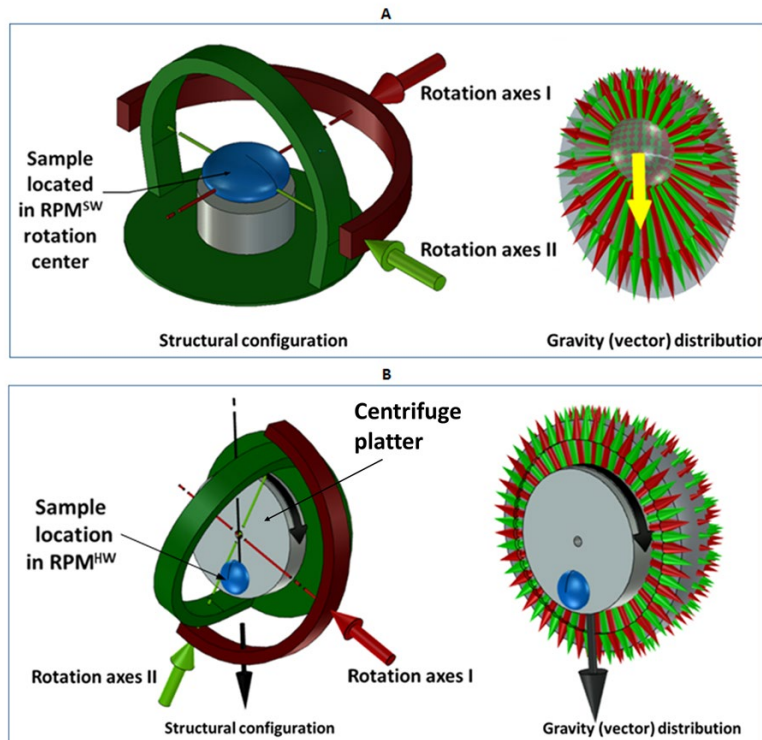 A
Rotation axes I
Sample
located
in RPM^SW
rotation
center
Rotation axes II
Structural configuration
Gravity (vector) distribution
B
Centrifuge
platter
Sample
location
in RPM^HW
Rotation axes II
Rotation axes I
Structural configuration
Gravity (vector) distribution